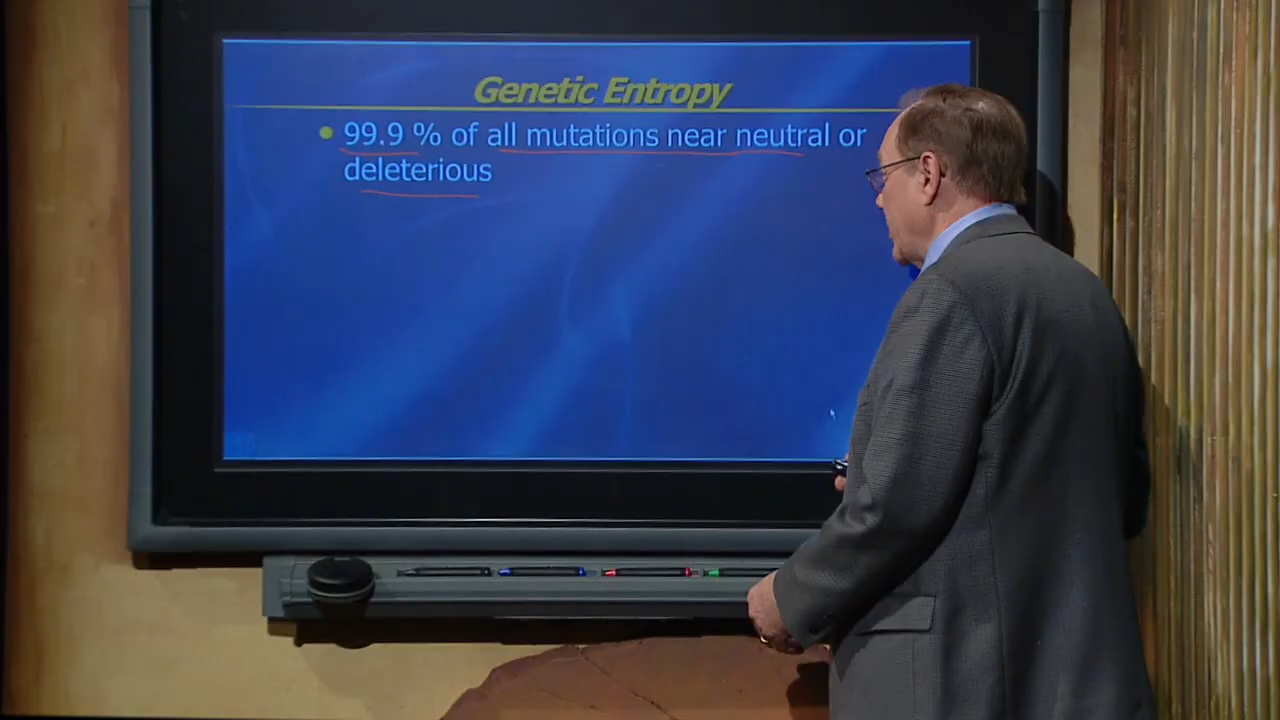 Genetic Entropy
99.9 % of all mutations near neutral or
deleterious